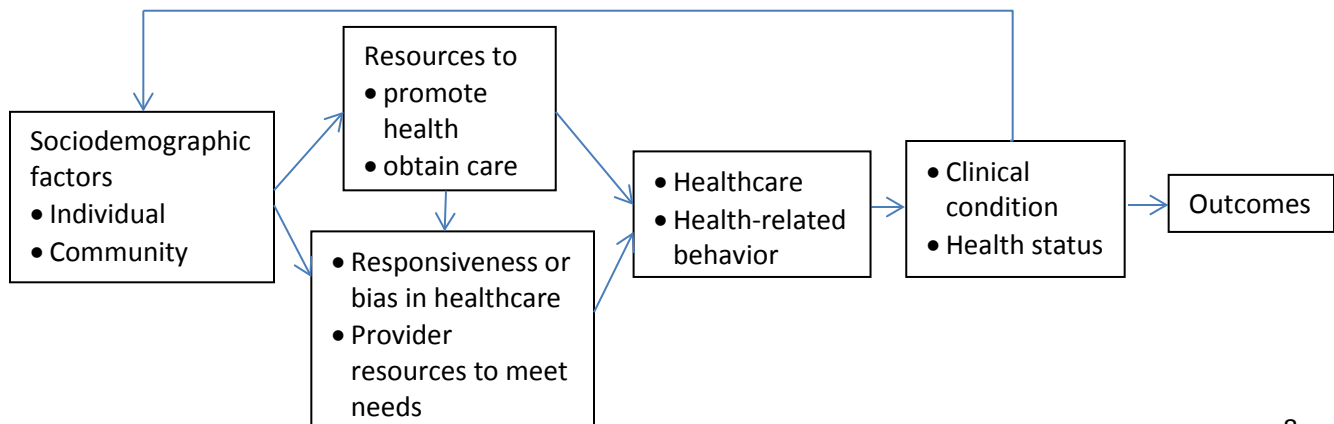 Resources to
• promote
health
• obtain care
Sociodemographic
factors
• Individual
• Community
• Responsiveness or
bias in healthcare
• Provider
resources to meet
needs
• Healthcare
• Health-related
behavior
• Clinical
condition
• Health status
Outcomes